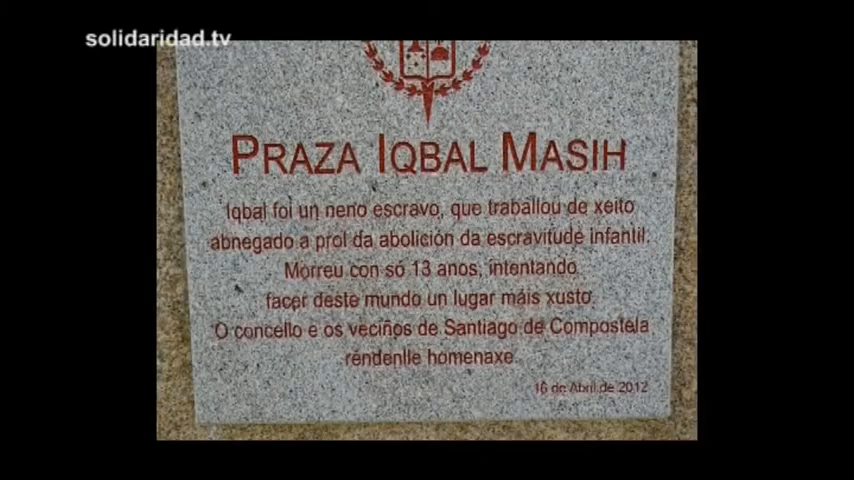 solidaridad.tv
PRAZA IQBAL MASIH
Iqbal foi un neno escravo, que traballou de xeito
abnegado a prol da abolición da escravitude infantil.
Morreu con só 13 anos, intentando
facer deste mundo un lugar máis xusto.
O concello e os veciños de Santiago de Compostela
réndenlle homenaxe.
16 de Abril de 2012